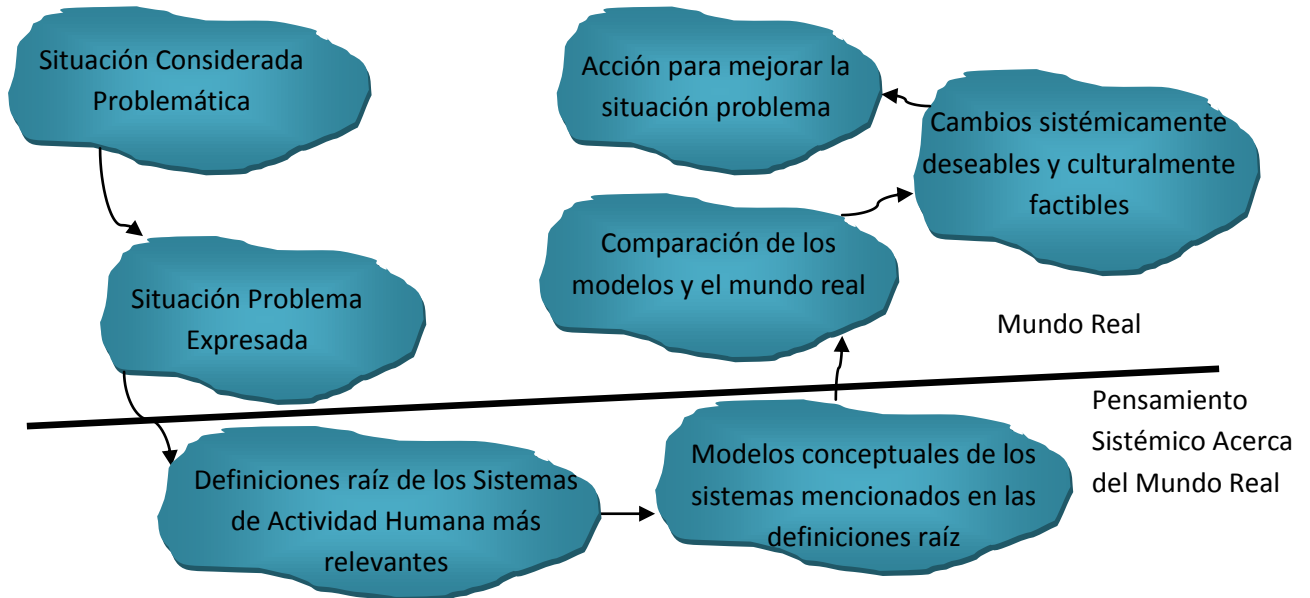 Situación Considerada
Problemática
Situación Problema
Expresada
Definiciones raíz de los Sistemas
de Actividad Humana más
relevantes
Modelos conceptuales de los
sistemas mencionados en las
definiciones raíz
Comparación de los
modelos y el mundo real
Cambios sistémicamente
deseables y culturalmente
factibles
Acción para mejorar la
situación problema
Mundo Real
Pensamiento
Sistémico Acerca
del Mundo Real